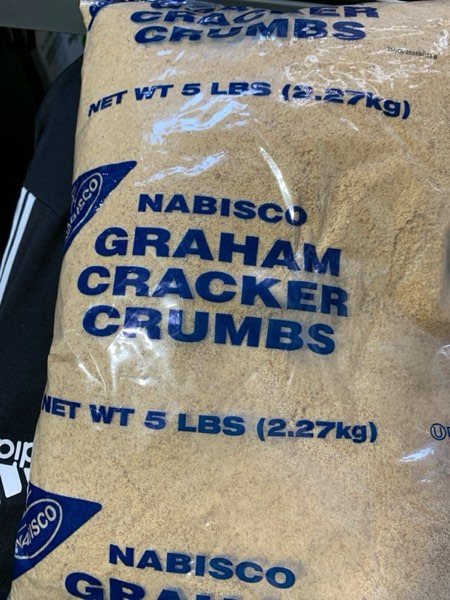 CRACKER
CRUMBS
NET WT 5 LBS (2.27kg)
NABISCO
NABISCO
GRAHAM
CRACKER
CRUMBS
NET WT 5 LBS (2.27kg)
U
NABISCO
NABISCO